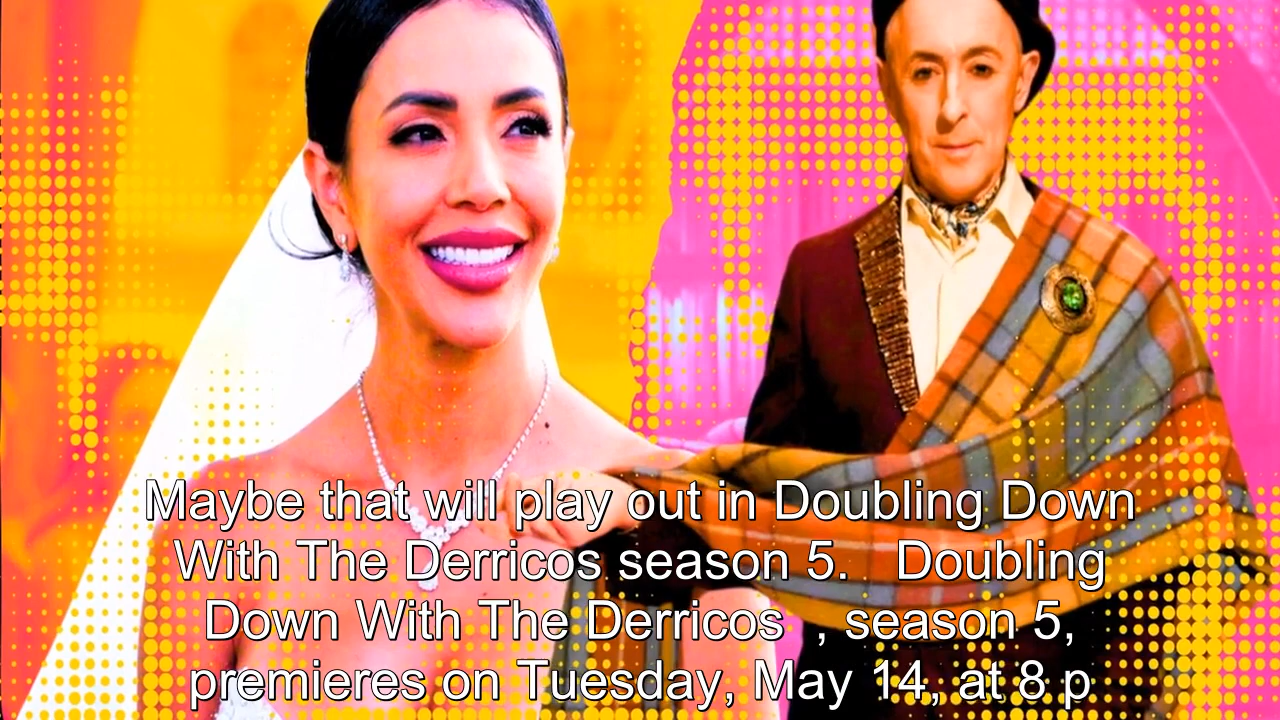 Maybe that will play out in Doubling Down
With The Derricos season 5.   Doubling
Down With The Derricos  , season 5,
premieres on Tuesday, May 14, at 8 p